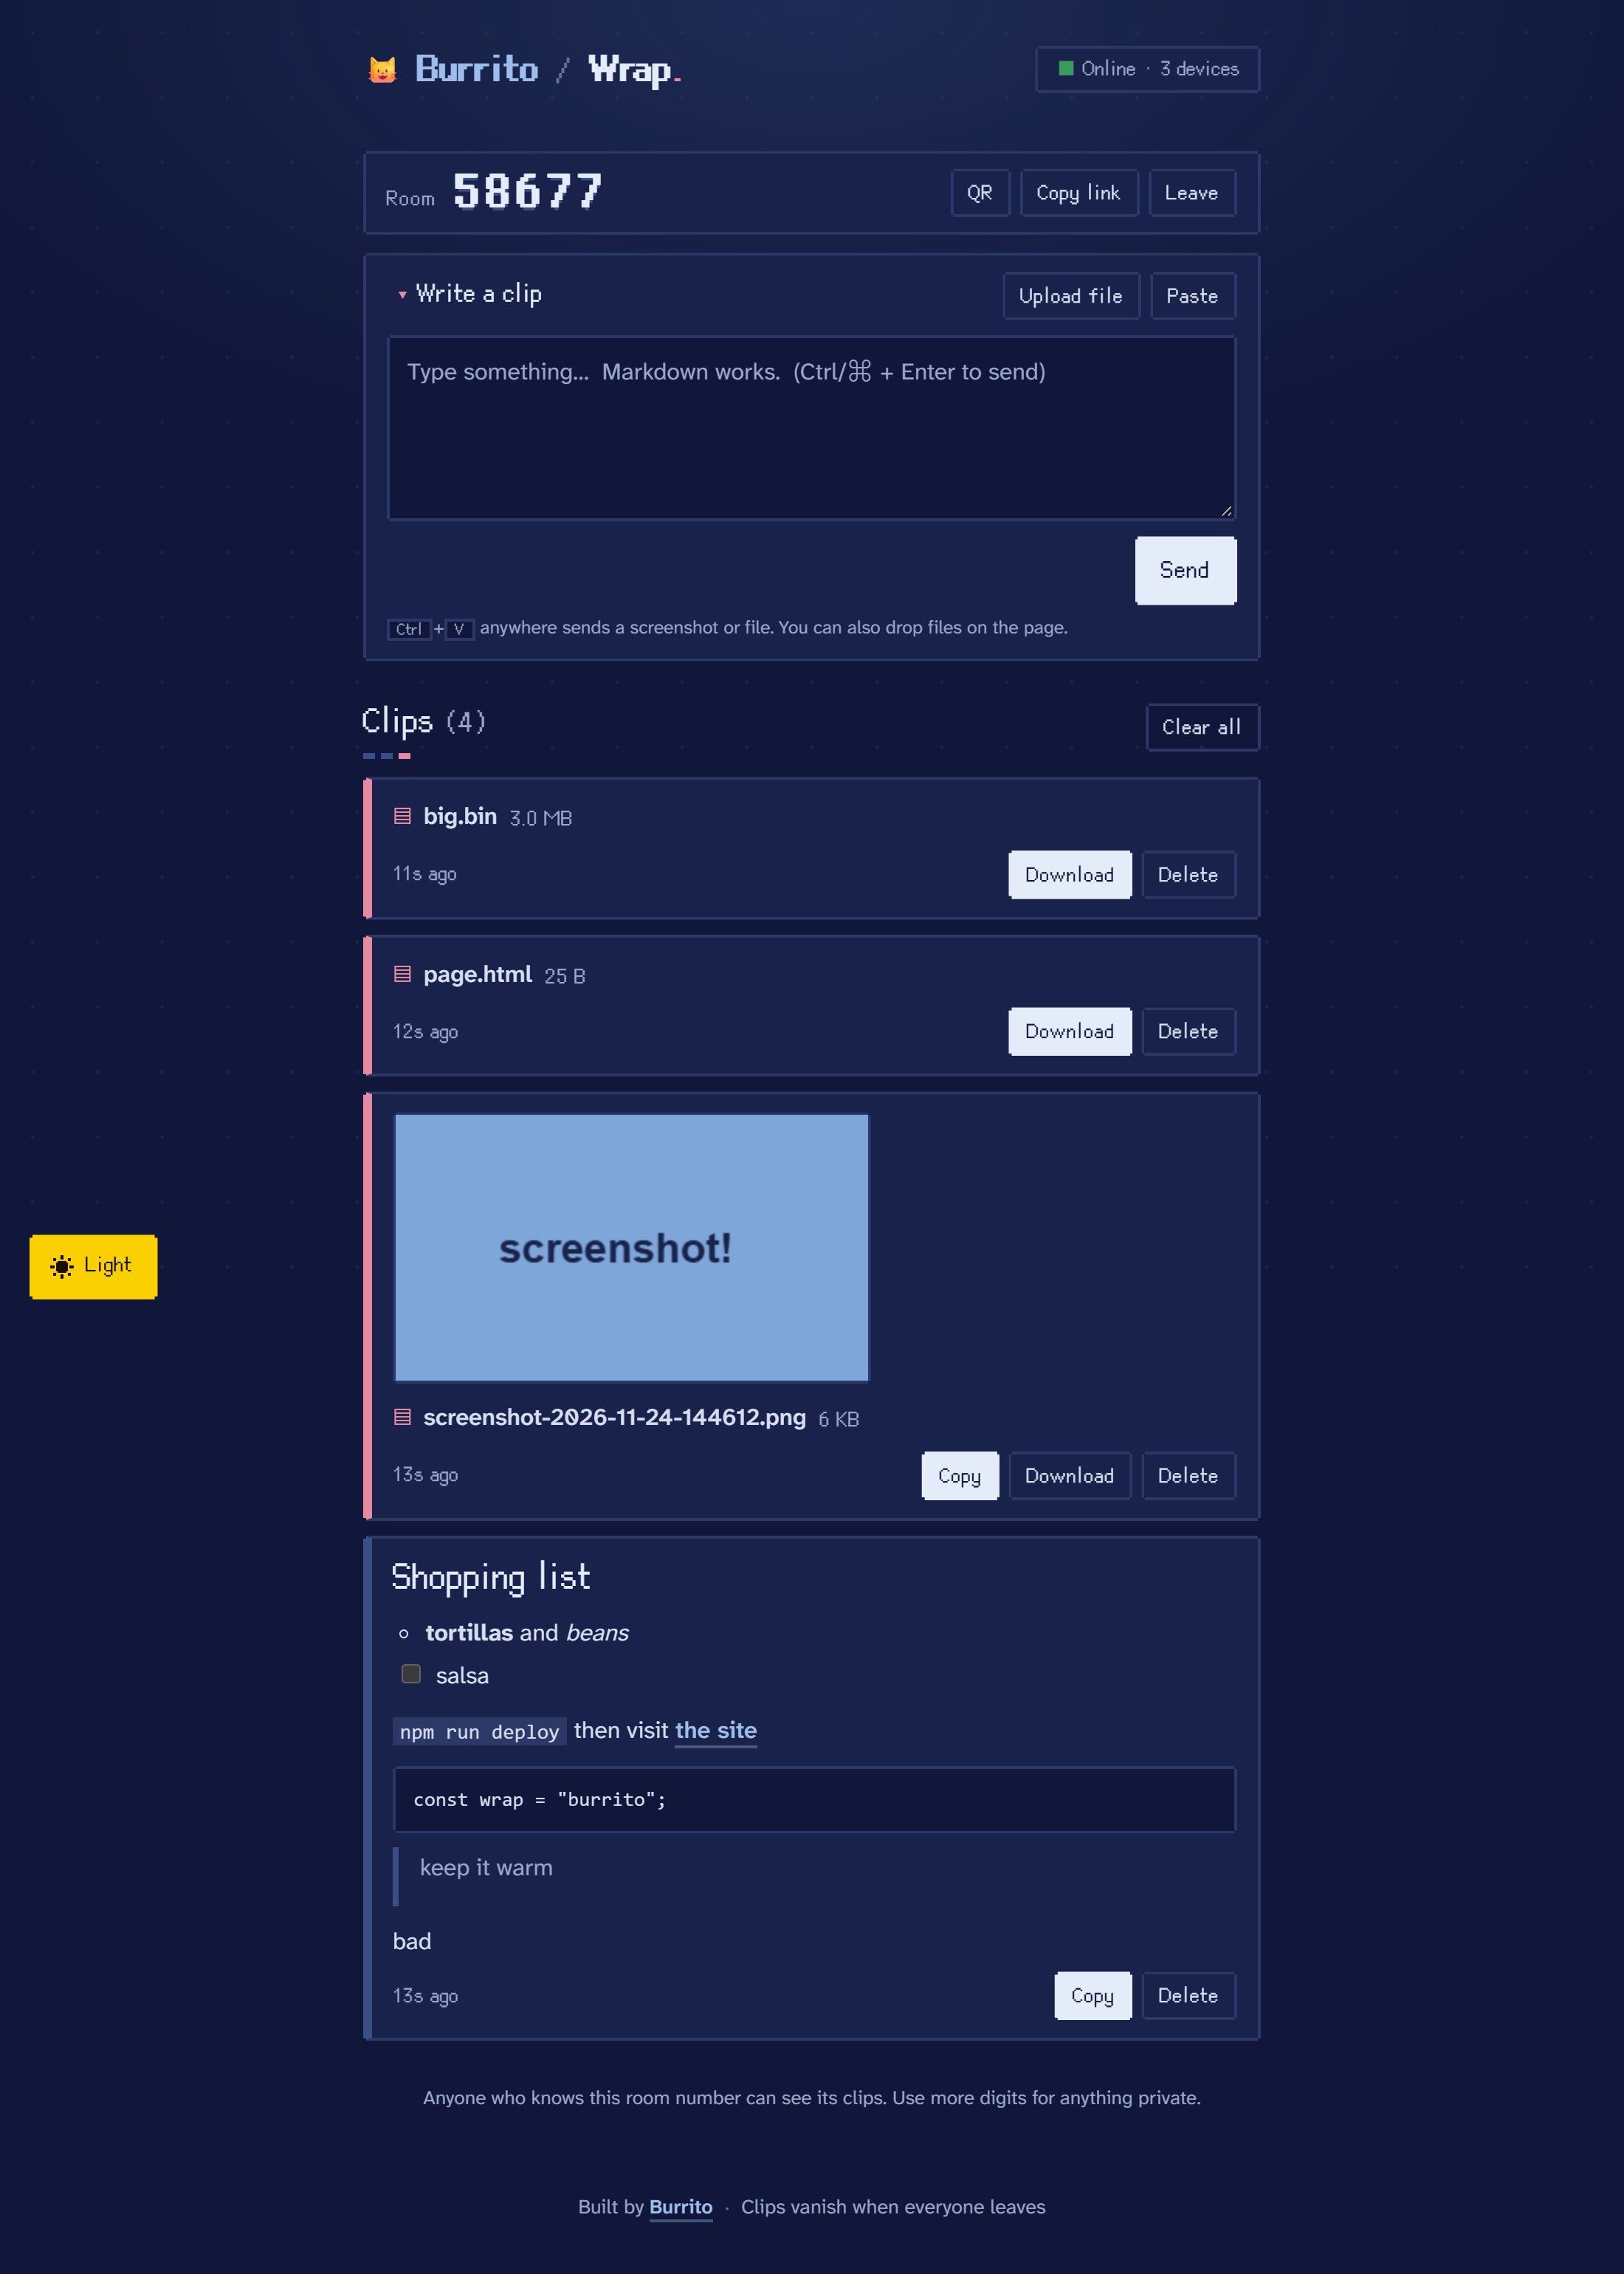 Burrito / Wrap.
Online · 3 devices
Room 58677
QR
Copy link
Leave
Write a clip
Upload file
Paste
Type something... Markdown works. (Ctrl/⌘ + Enter to send)
Send
Ctrl + V anywhere sends a screenshot or file. You can also drop files on the page.
Clips (4)
Clear all
big.bin 3.0 MB
11s ago
Download
Delete
page.html 25 B
12s ago
Download
Delete
screenshot!
Light
screenshot-2026-11-24-144612.png 6 KB
13s ago
Copy
Download
Delete
Shopping list
tortillas and beans
salsa
npm run deploy then visit the site
const wrap = "burrito";
keep it warm
bad
13s ago
Copy
Delete
Anyone who knows this room number can see its clips. Use more digits for anything private.
Built by Burrito · Clips vanish when everyone leaves